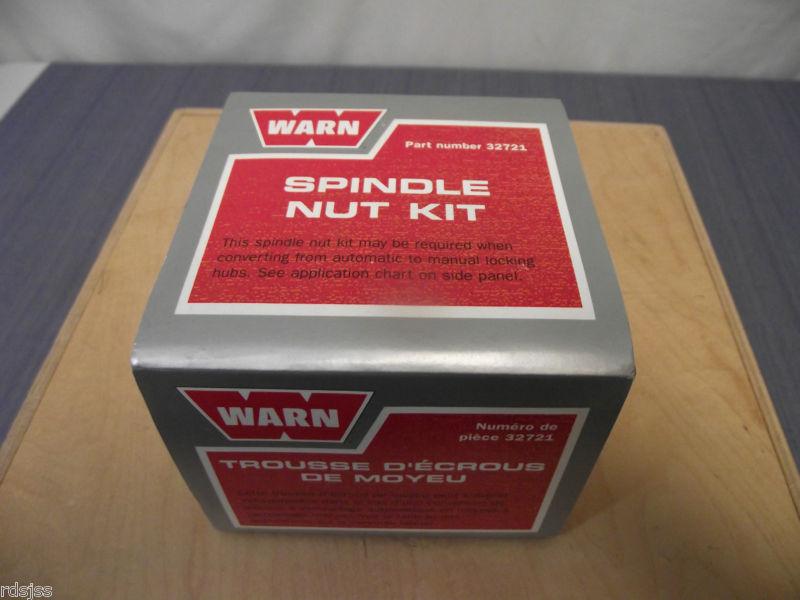 WARN
Part number 32721
SPINDLE
NUT KIT
This spindle nut kit may be required when
converting from automatic to manual locking
hubs. See application chart on side panel.
WARN
Numéro de
pièce 32721
TROUSSE D'ÉCROUS
DE MOYEU
rdsjss